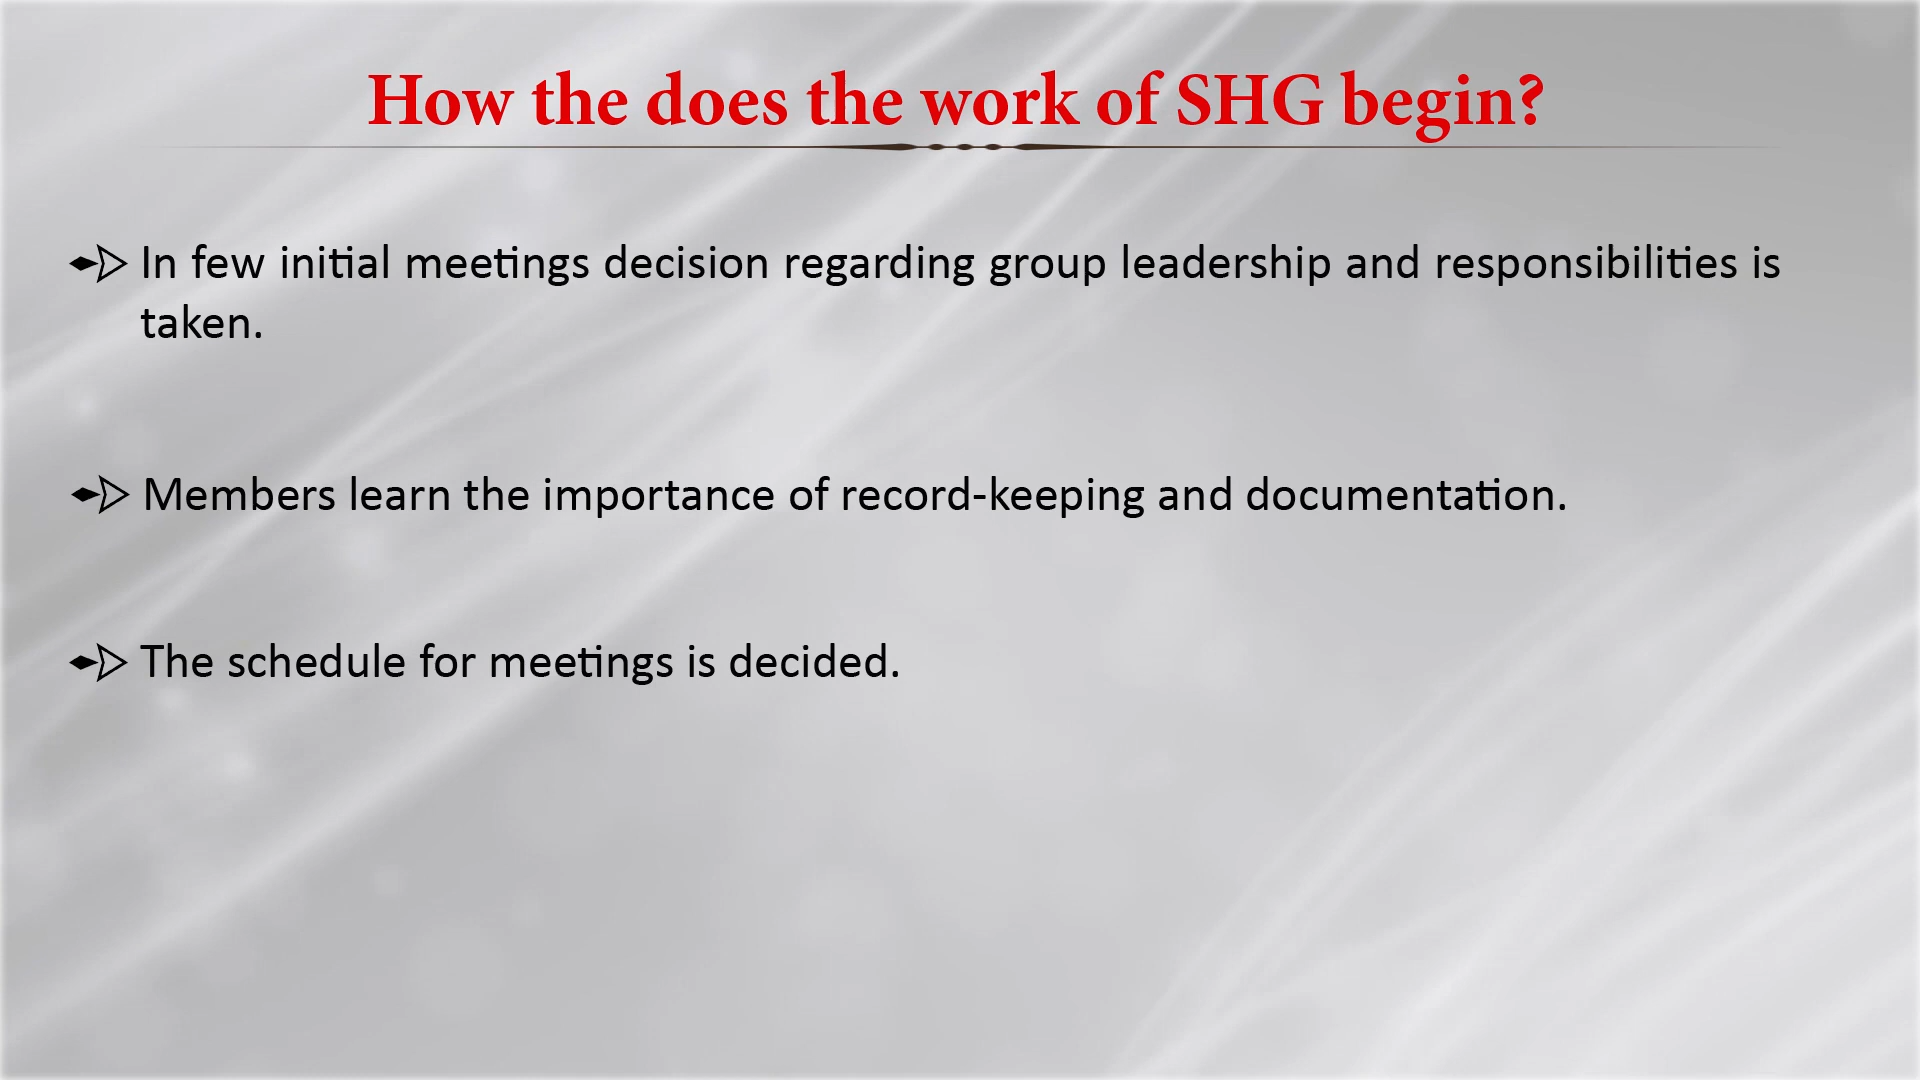 How the does the work of SHG begin?
In few initial meetings decision regarding group leadership and responsibilities is
taken.
Members learn the importance of record-keeping and documentation.
The schedule for meetings is decided.